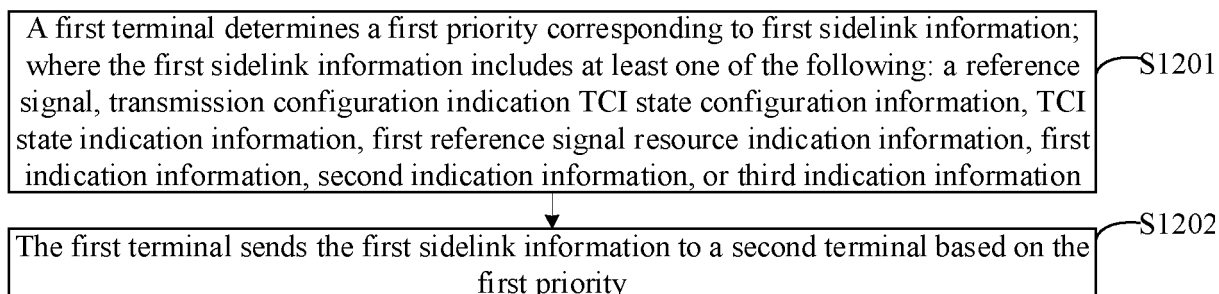 A first terminal determines a first priority corresponding to first sidelink information;
where the first sidelink information includes at least one of the following: a reference
signal, transmission configuration indication TCI state configuration information, TCI
state indication information, first reference signal resource indication information, first
indication information, second indication information, or third indication information
S1201
The first terminal sends the first sidelink information to a second terminal based on the
first priority
S1202